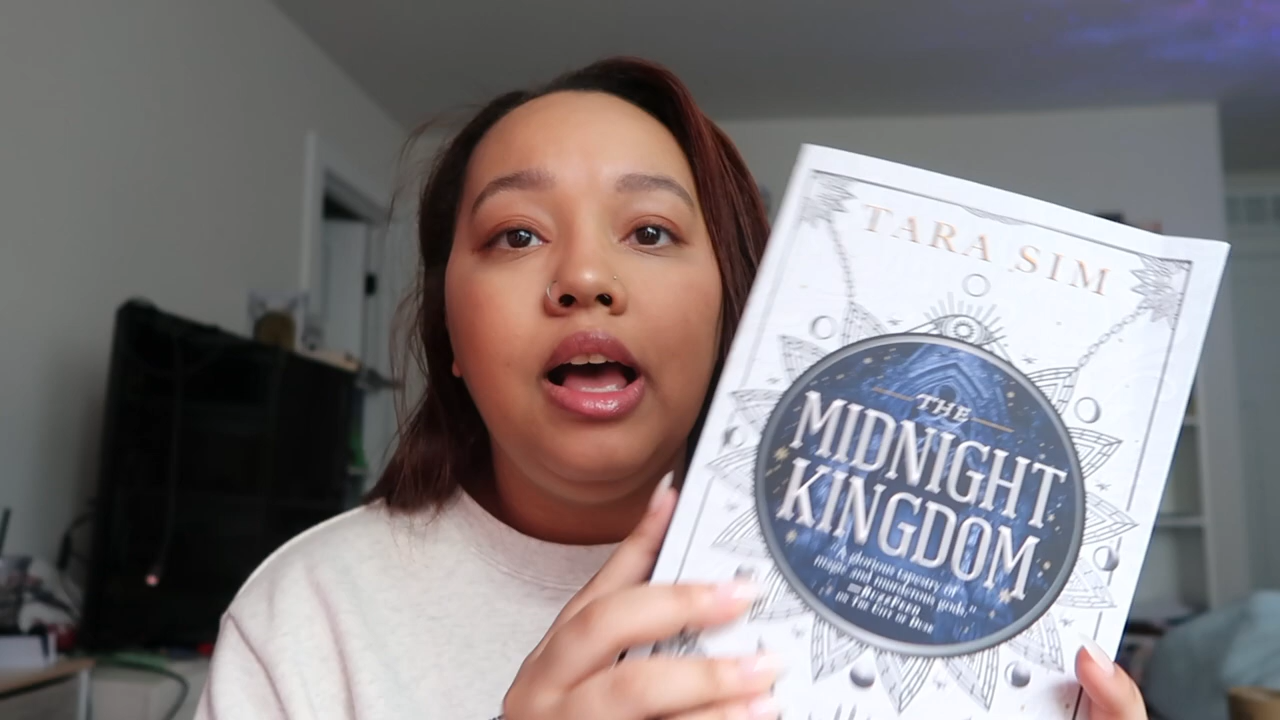 TARA SIM
THE
MIDNIGHT
KINGDOM
"A glorious tapestry of
magic and murderous gods."
—BUZZFEED
ON THE CITY OF DUSK